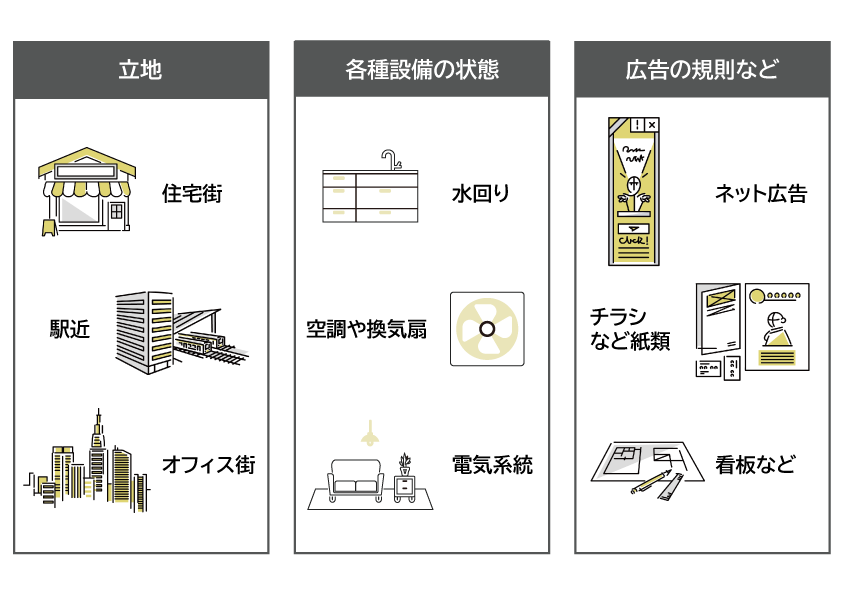 立地
住宅街
駅近
オフィス街
各種設備の状態
水回り
空調や換気扇
電気系統
広告の規則など
! ×
CLICK!
ネット広告
チラシ
など紙類
看板など